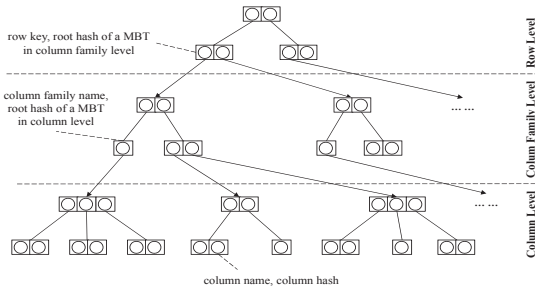 row key, root hash of a MBT
in column family level
Row Level
column family name,
root hash of a MBT
in column level
... ...
Colum Family Level
... ...
Column Level
column name, column hash